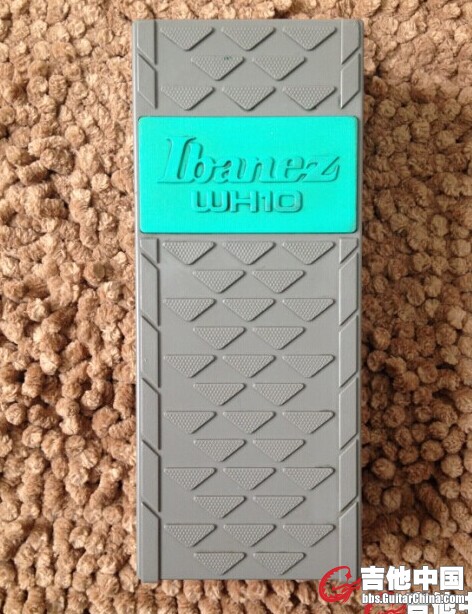 Ibanez
WH10
吉他中国
bbs.GuitarChina.com